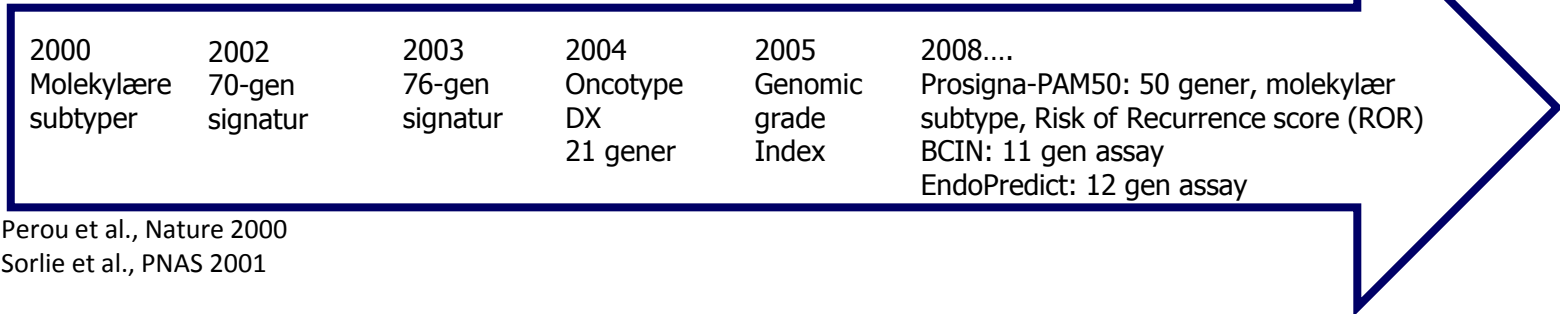 2000
Molekylære
subtyper
2002
70-gen
signatur
2003
76-gen
signatur
2004
Oncotype
DX
21 gener
2005
Genomic
grade
Index
2008….
Prosigna-PAM50: 50 gener, molekylær
subtype, Risk of Recurrence score (ROR)
BCIN: 11 gen assay
EndoPredict: 12 gen assay
Perou et al., Nature 2000
Sorlie et al., PNAS 2001